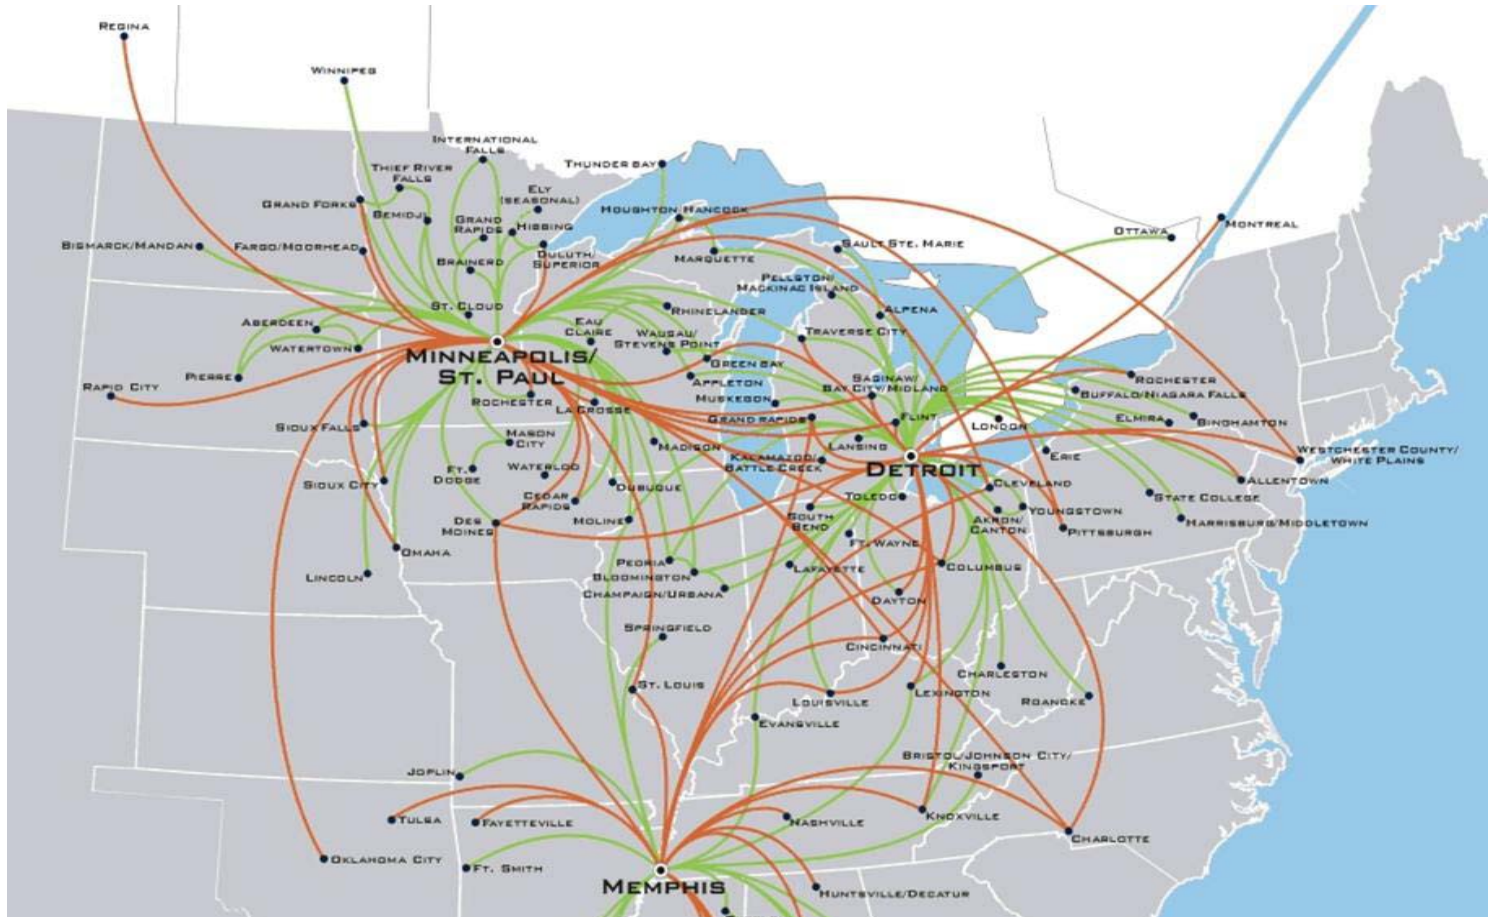 REGINA
WINNIPEG
INTERNATIONAL
FALLS
THUNDER BAY
THIEF RIVER
FALLS
ELY
(SEASONAL)
GRAND FORKS
BEMIDJI
GRAND
RAPIDS
HIBBING
HOUGHTON/HANCOCK
MONTREAL
OTTAWA
BISMARCK/MANDAN
FARGO/MOORHEAD
BRAINERD
DULUTH/
SUPERIOR
MARQUETTE
SAULT STE. MARIE
PELLSTON/
MACKINAC ISLAND
ST. CLOUD
RHINELANDER
ALPENA
ABERDEEN
EAU
CLAIRE
WAUSAU/
STEVENS POINT
TRAVERSE CITY
WATERTOWN
MINNEAPOLIS/
ST. PAUL
GREEN BAY
PIERRE
APPLETON
SAGINAW/
BAY CITY/MIDLAND
ROCHESTER
RAPID CITY
ROCHESTER
LA CROSSE
MUSKEGON
BUFFALO/NIAGARA FALLS
GRAND RAPIDS
FLINT
LONDON
ELMIRA
BINGHAMTON
SIOUX FALLS
MASON
CITY
MADISON
LANSING
KALAMAZOO/
BATTLE CREEK
DETROIT
ERIE
WESTCHESTER COUNTY/
WHITE PLAINS
FT.
DODGE
WATERLOO
SIOUX CITY
DUBUQUE
CLEVELAND
ALLENTOWN
TOLEDO
STATE COLLEGE
CEDAR
RAPIDS
SOUTH
BEND
YOUNGSTOWN
AKRON/
CANTON
DES
MOINES
MOLINE
HARRISBURG/MIDDLETOWN
PITTSBURGH
FT. WAYNE
OMAHA
PEORIA
LAFAYETTE
COLUMBUS
LINCOLN
BLOOMINGTON
CHAMPAIGN/URBANA
DAYTON
SPRINGFIELD
CINCINNATI
CHARLESTON
ST. LOUIS
LEXINGTON
LOUISVILLE
ROANOKE
EVANSVILLE
BRISTOL/JOHNSON CITY/
KINGSPORT
JOPLIN
TULSA
FAYETTEVILLE
NASHVILLE
KNOXVILLE
CHARLOTTE
OKLAHOMA CITY
FT. SMITH
MEMPHIS
HUNTSVILLE/DECATUR